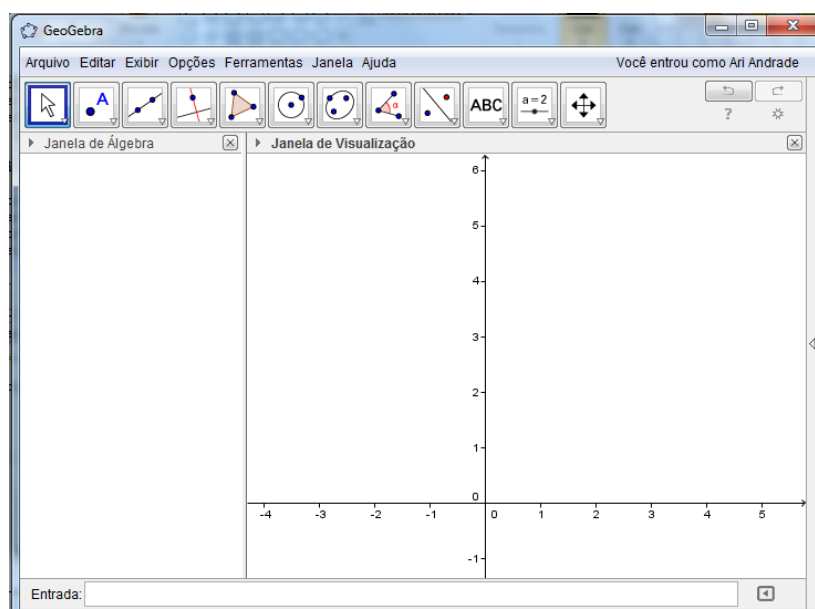 GeoGebra
Arquivo Editar Exibir Opções Ferramentas Janela Ajuda Você entrou como Ari Andrade
A α ABC a=2 ?
Janela de Álgebra Janela de Visualização
6
5
4
3
2
1
0
-4 -3 -2 -1 0 1 2 3 4 5
-1
Entrada: